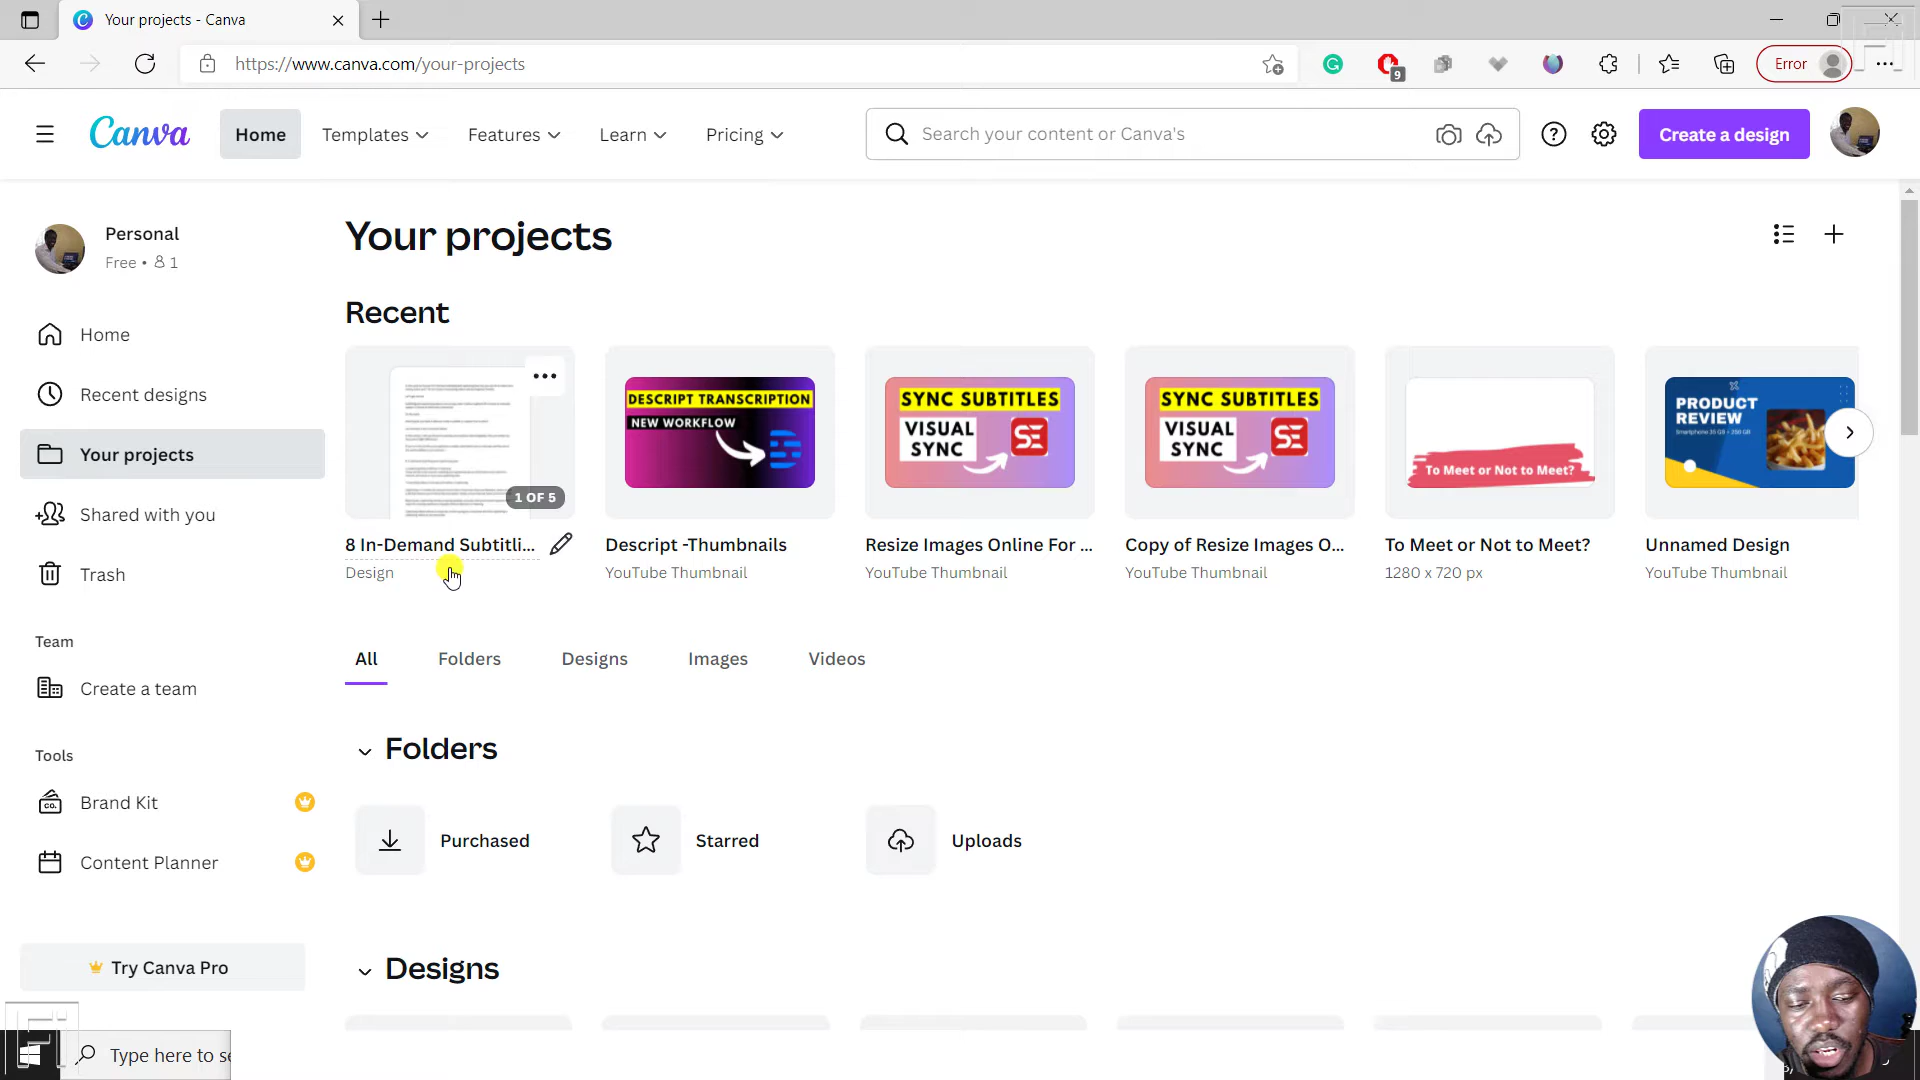 Your projects - Canva
https://www.canva.com/your-projects
9
Error
Canva
Home
Templates
Features
Learn
Pricing
Search your content or Canva's
Create a design
Personal
Free • 1
Home
Recent designs
Your projects
Shared with you
Trash
Team
Create a team
Tools
CO.
Brand Kit
Content Planner
Try Canva Pro
Your projects
Recent
1 OF 5
8 In-Demand Subtitli...
Design
DESCRIPT TRANSCRIPTION
NEW WORKFLOW
Descript -Thumbnails
YouTube Thumbnail
SYNC SUBTITLES
VISUAL
SYNC
SE
Resize Images Online For ...
YouTube Thumbnail
SYNC SUBTITLES
VISUAL
SYNC
SE
Copy of Resize Images O...
YouTube Thumbnail
To Meet or Not to Meet?
To Meet or Not to Meet?
1280 x 720 px
PRODUCT
REVIEW
Unnamed Design
YouTube Thumbnail
All
Folders
Designs
Images
Videos
Folders
Purchased
Starred
Uploads
Designs
Type here to se